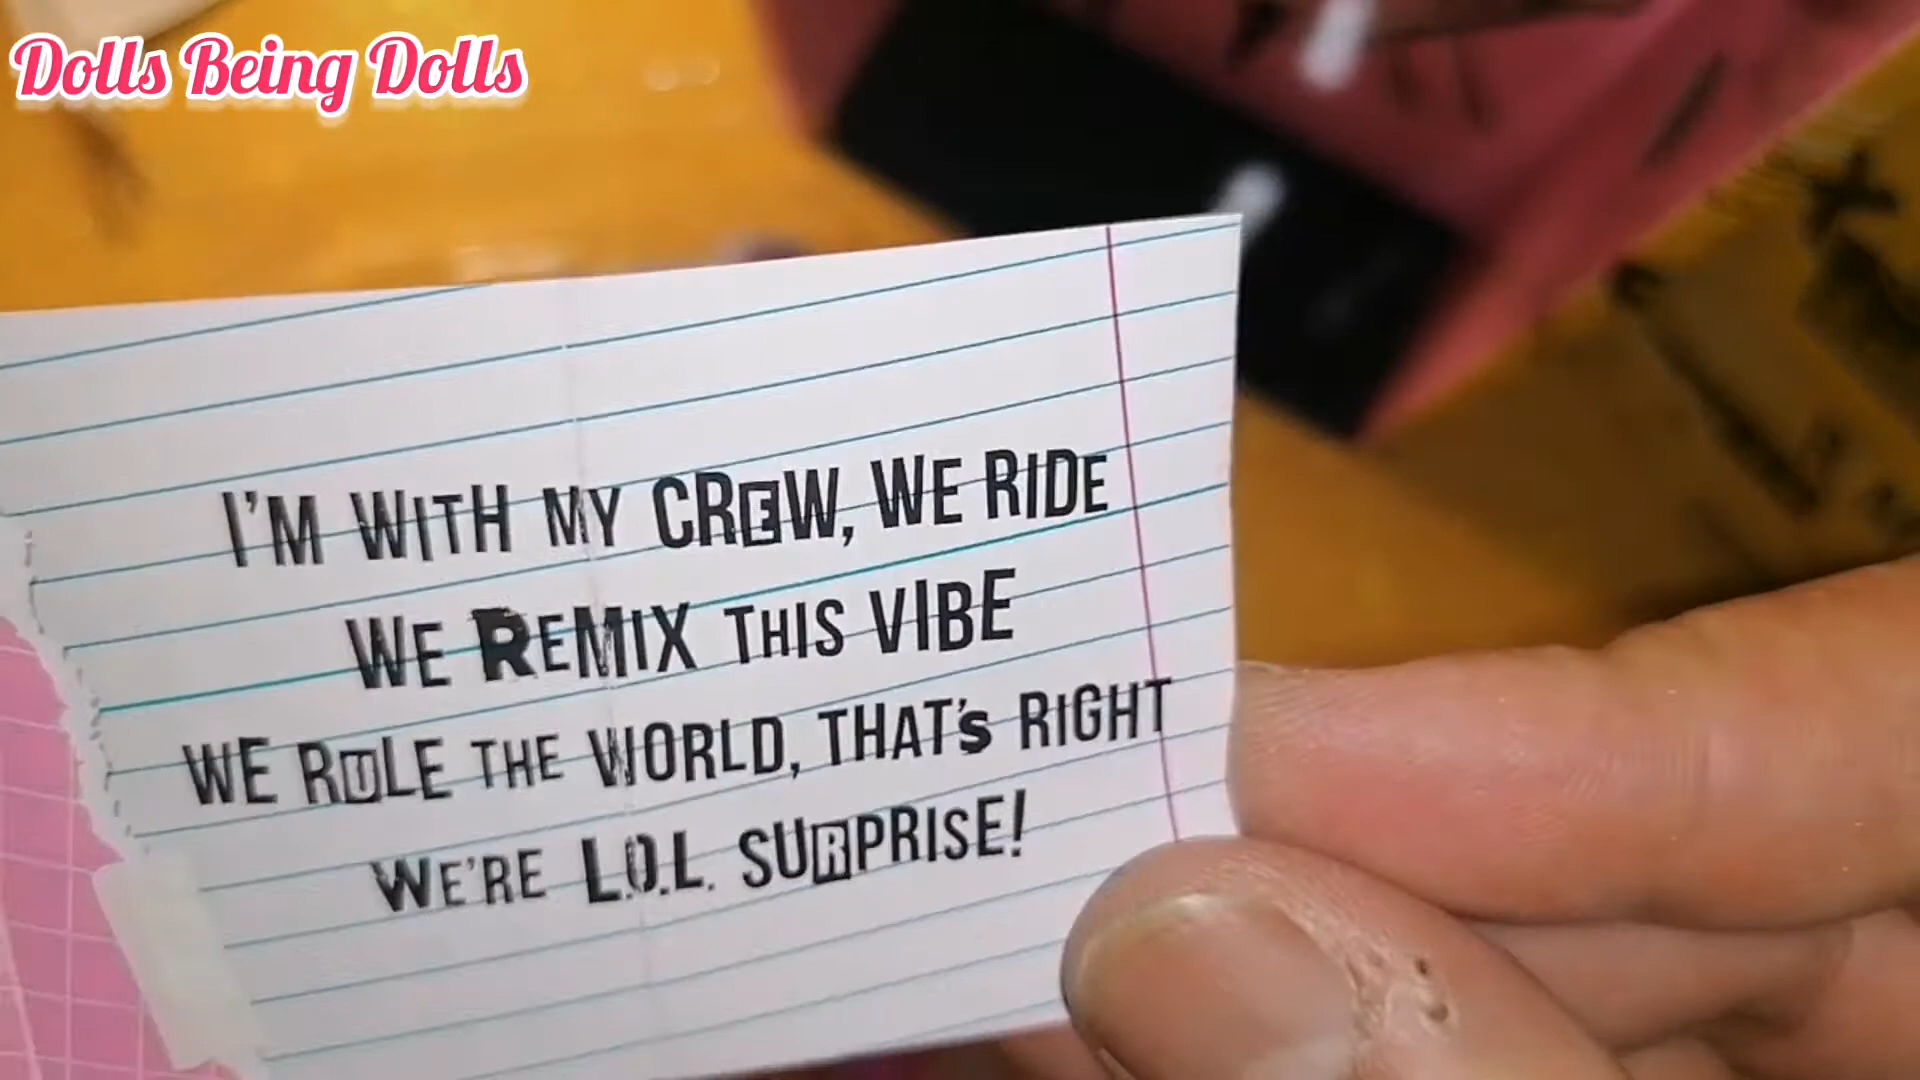 Dolls Being Dolls
I'M WITH MY CREW, WE RIDE
WE REMIX THIS VIBE
WE RULE THE WORLD, THAT'S RIGHT
WE'RE L.O.L. SURPRISE!